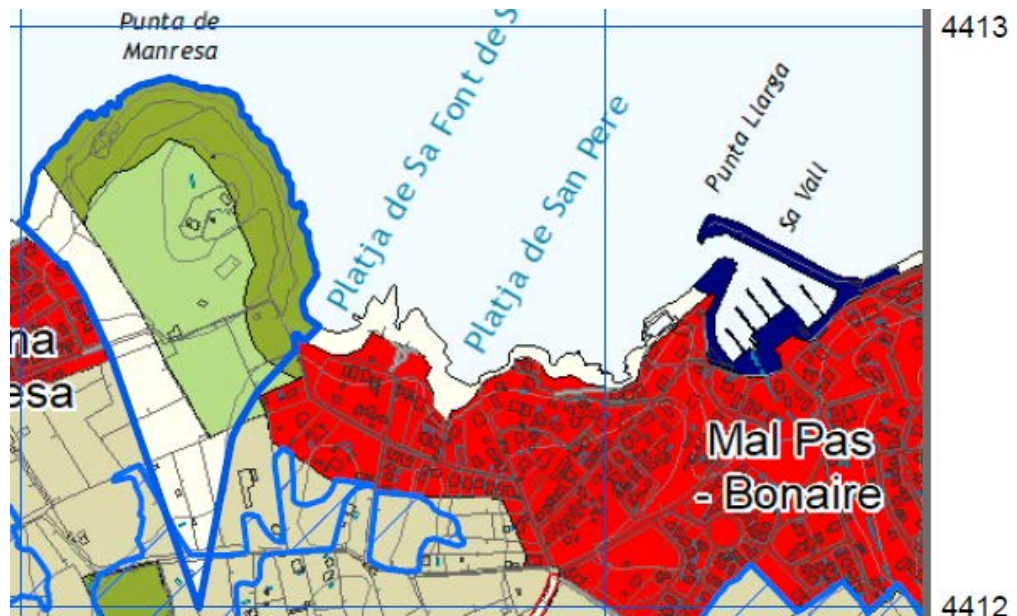 Punta de
Manresa
4413
Platja de Sa Font de S
Platja de San Pere
Punta Llarga
Sa Vall
na
esa
Mal Pas
- Bonaire
4412